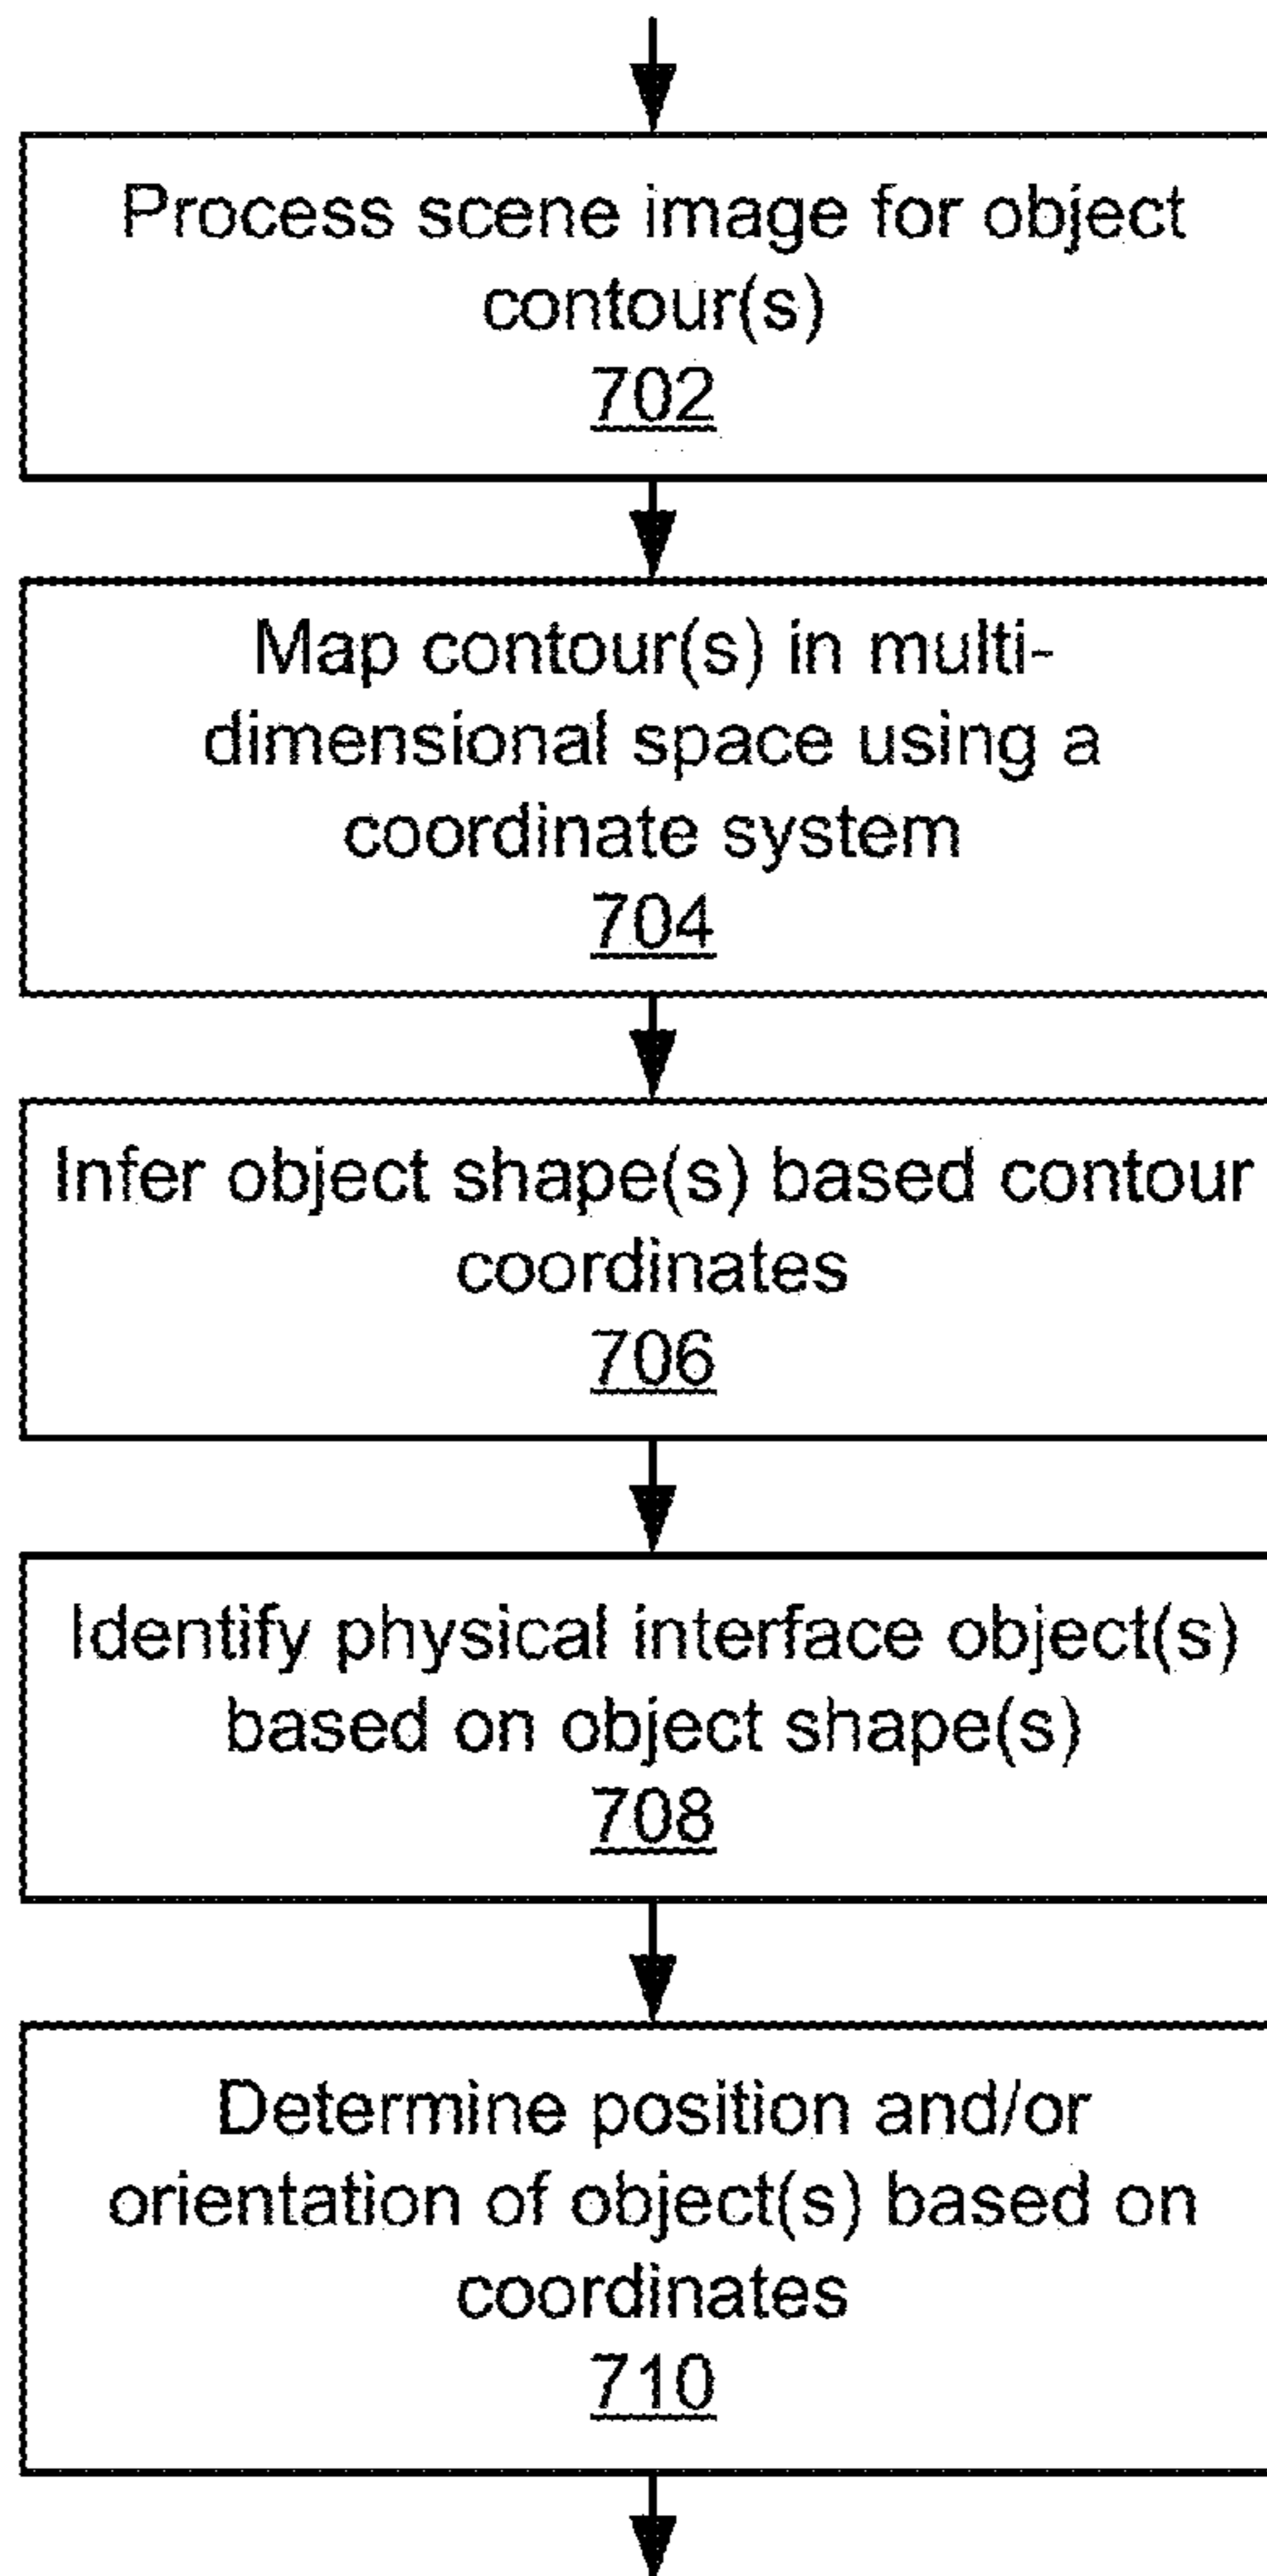 Process scene image for object
contour(s)
702
Map contour(s) in multi-
dimensional space using a
coordinate system
704
Infer object shape(s) based contour
coordinates
706
Identify physical interface object(s)
based on object shape(s)
708
Determine position and/or
orientation of object(s) based on
coordinates
710